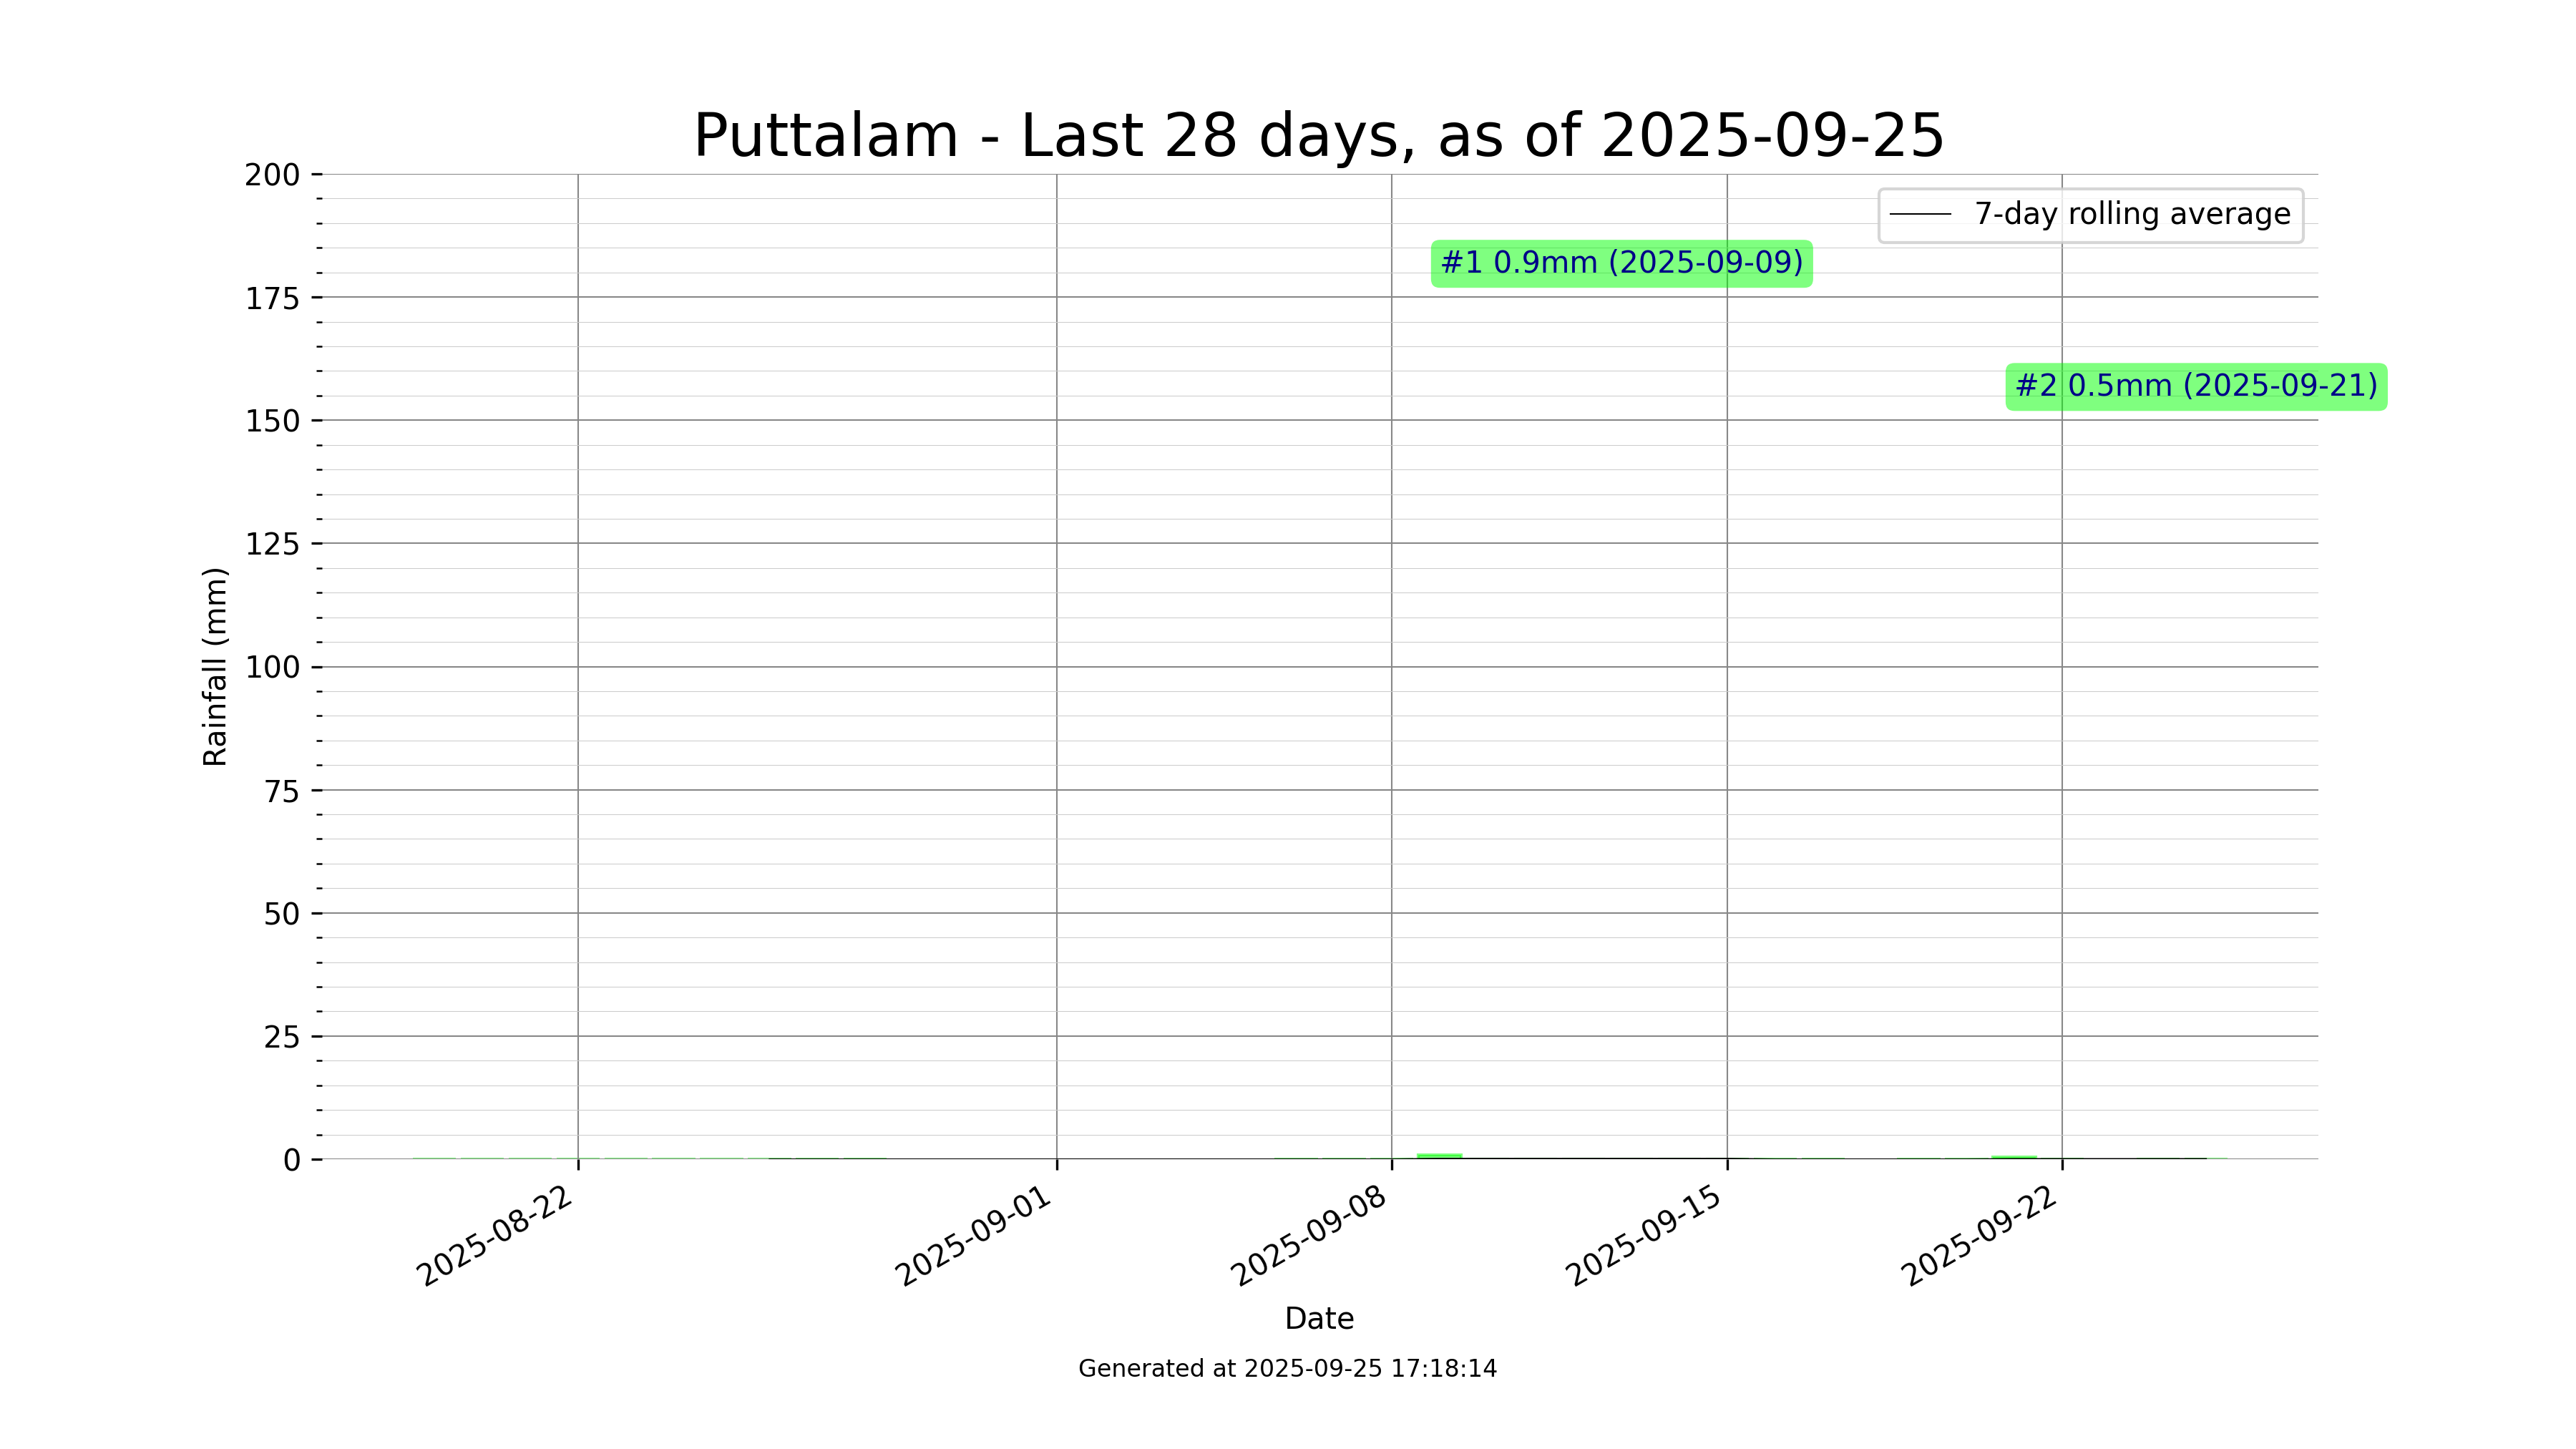 Puttalam - Last 28 days, as of 2025-09-25
200
175
150
125
100
75
50
25
0
Rainfall (mm)
7-day rolling average
#1 0.9mm (2025-09-09)
#2 0.5mm (2025-09-21)
2025-08-22
2025-09-01
2025-09-08
2025-09-15
2025-09-22
Date
Generated at 2025-09-25 17:18:14